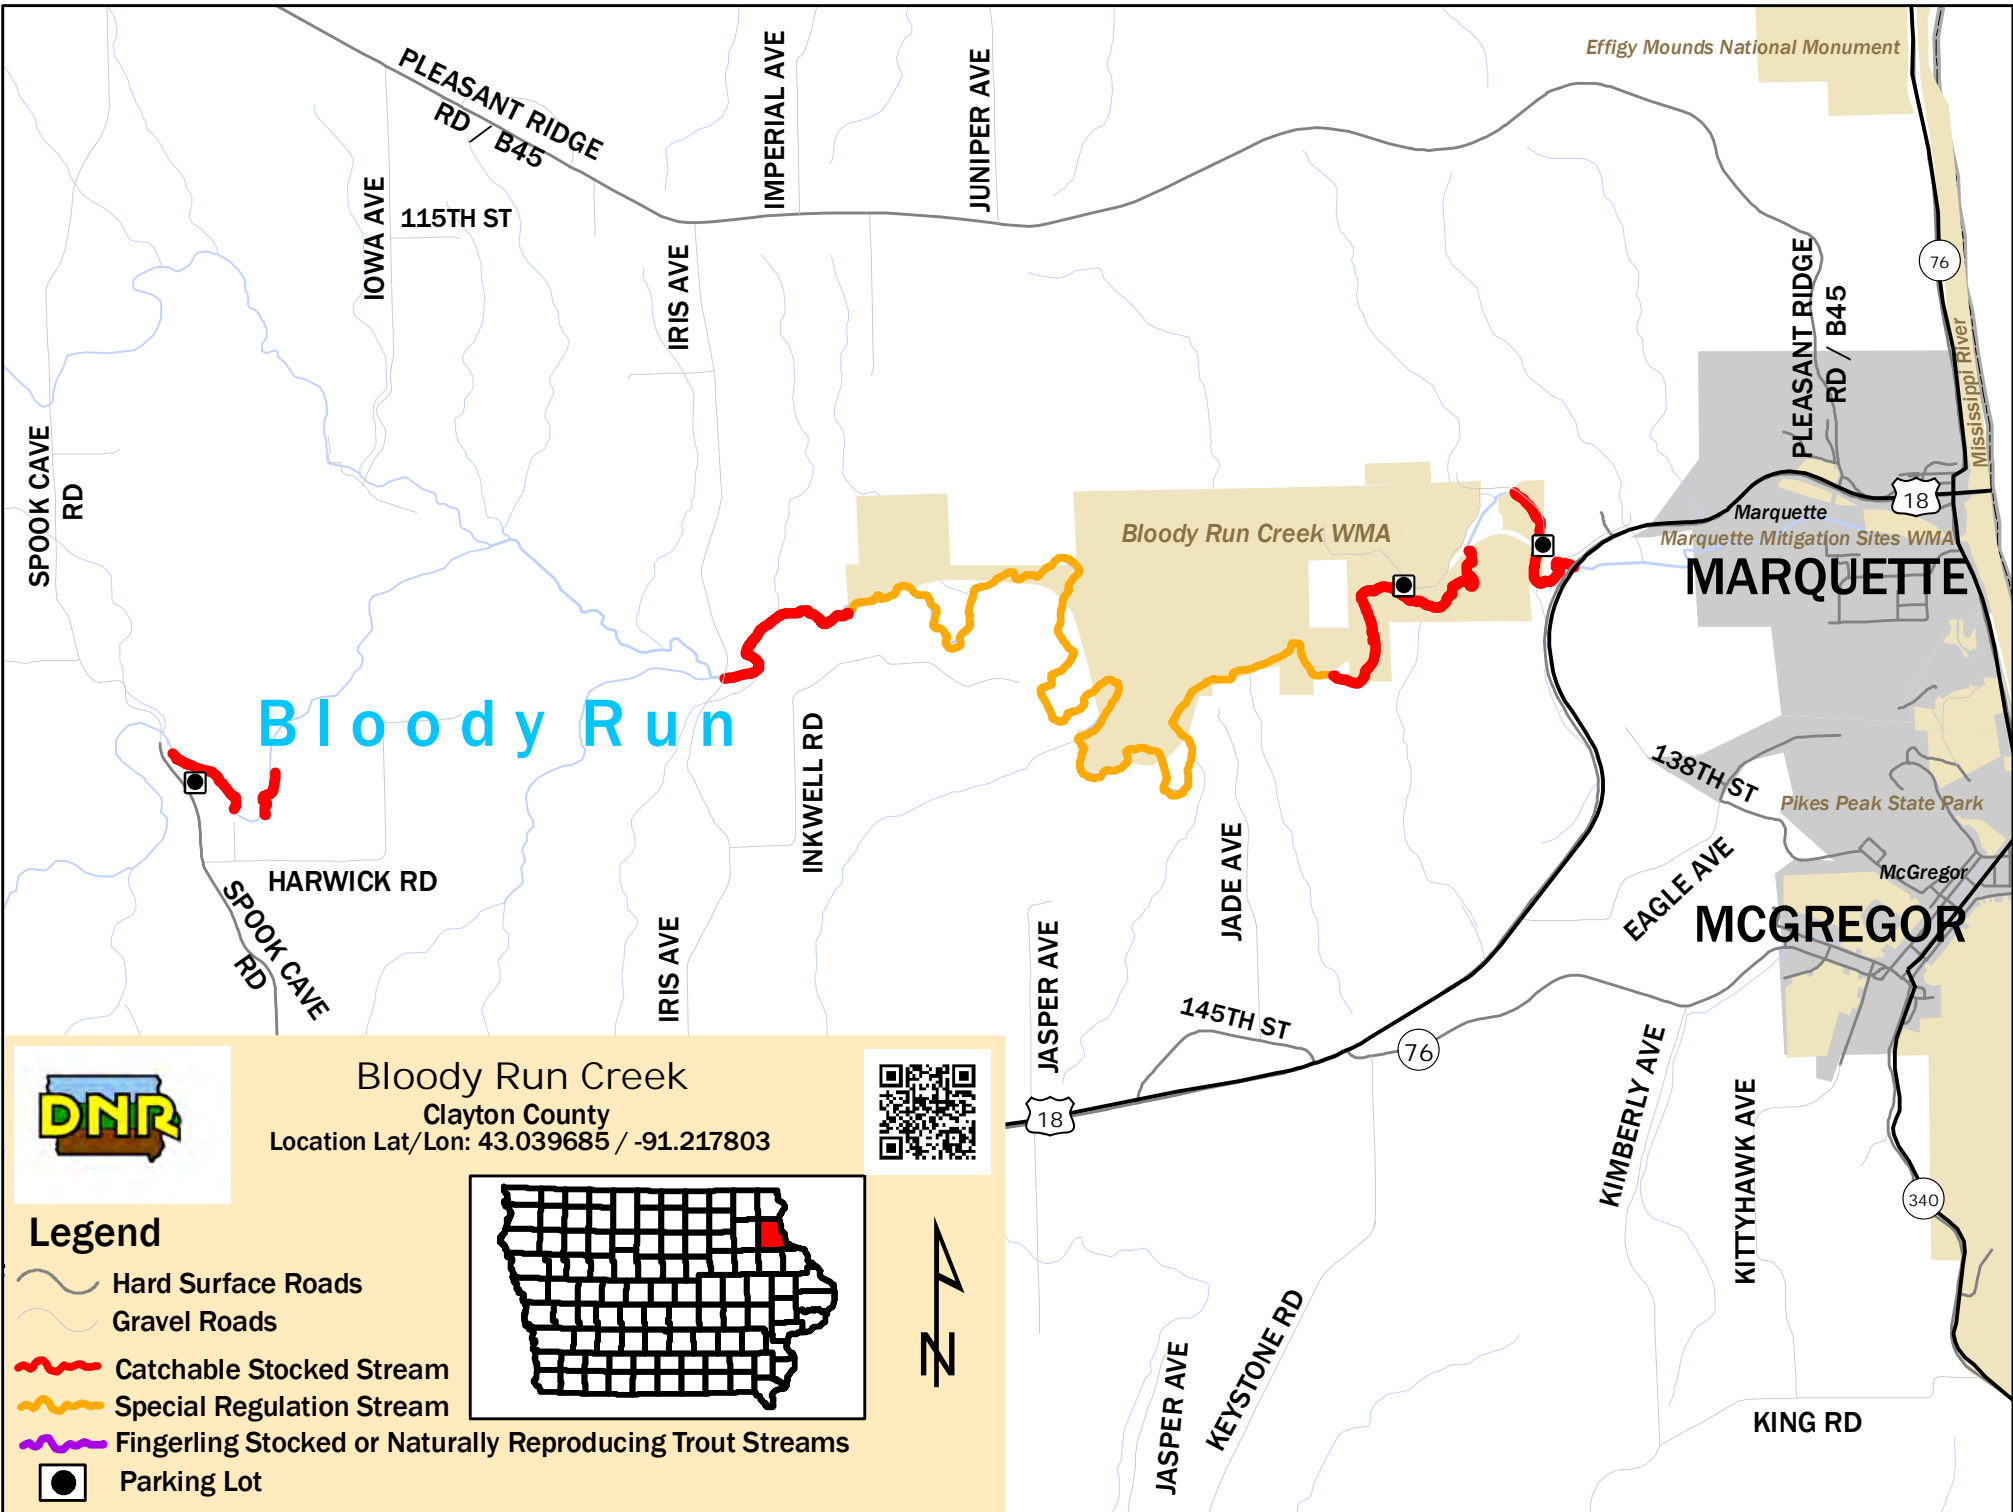 Effigy Mounds National Monument
PLEASANT RIDGE
RD / B45
IMPERIAL AVE
JUNIPER AVE
IOWA AVE
115TH ST
IRIS AVE
76
PLEASANT RIDGE
RD / B45
Mississippi River
SPOOK CAVE
RD
18
Bloody Run Creek WMA
Marquette
Marquette Mitigation Sites WMA
MARQUETTE
Bloody Run
INKWELL RD
138TH ST
Pikes Peak State Park
JADE AVE
EAGLE AVE
McGregor
MCGREGOR
HARWICK RD
SPOOK CAVE
RD
IRIS AVE
JASPER AVE
145TH ST
76
18
KIMBERLY AVE
KITTYHAWK AVE
340
KEYSTONE RD
JASPER AVE
KING RD
DNR
Bloody Run Creek
Clayton County
Location Lat/Lon: 43.039685 / -91.217803
Legend
Hard Surface Roads
Gravel Roads
Catchable Stocked Stream
Special Regulation Stream
Fingerling Stocked or Naturally Reproducing Trout Streams
Parking Lot
N